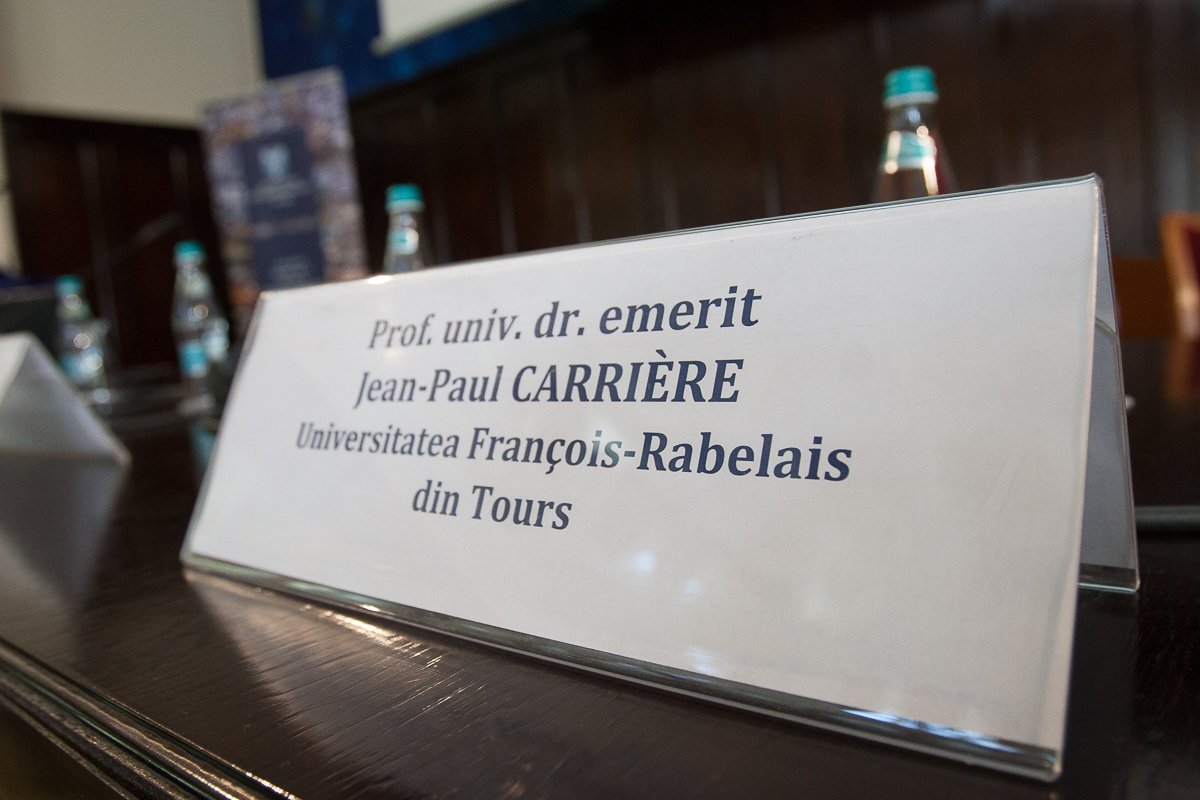 Prof. univ. dr. emerit
Jean-Paul CARRIÈRE
Universitatea François-Rabelais
din Tours